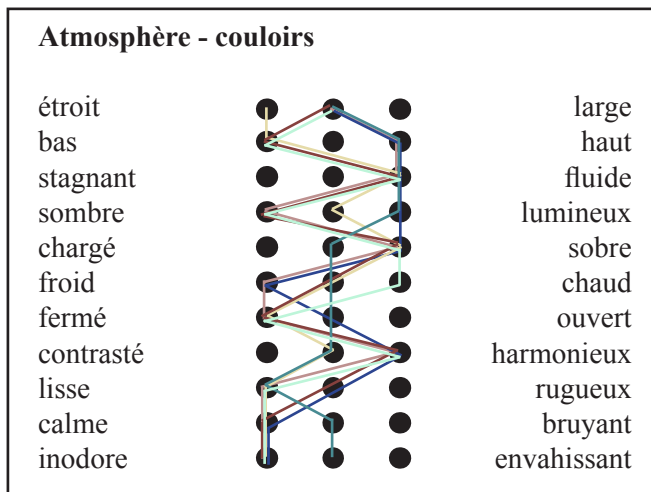 Atmosphère - couloirs
étroit large
bas haut
stagnant fluide
sombre lumineux
chargé sobre
froid chaud
fermé ouvert
contrasté harmonieux
lisse rugueux
calme bruyant
inodore envahissant